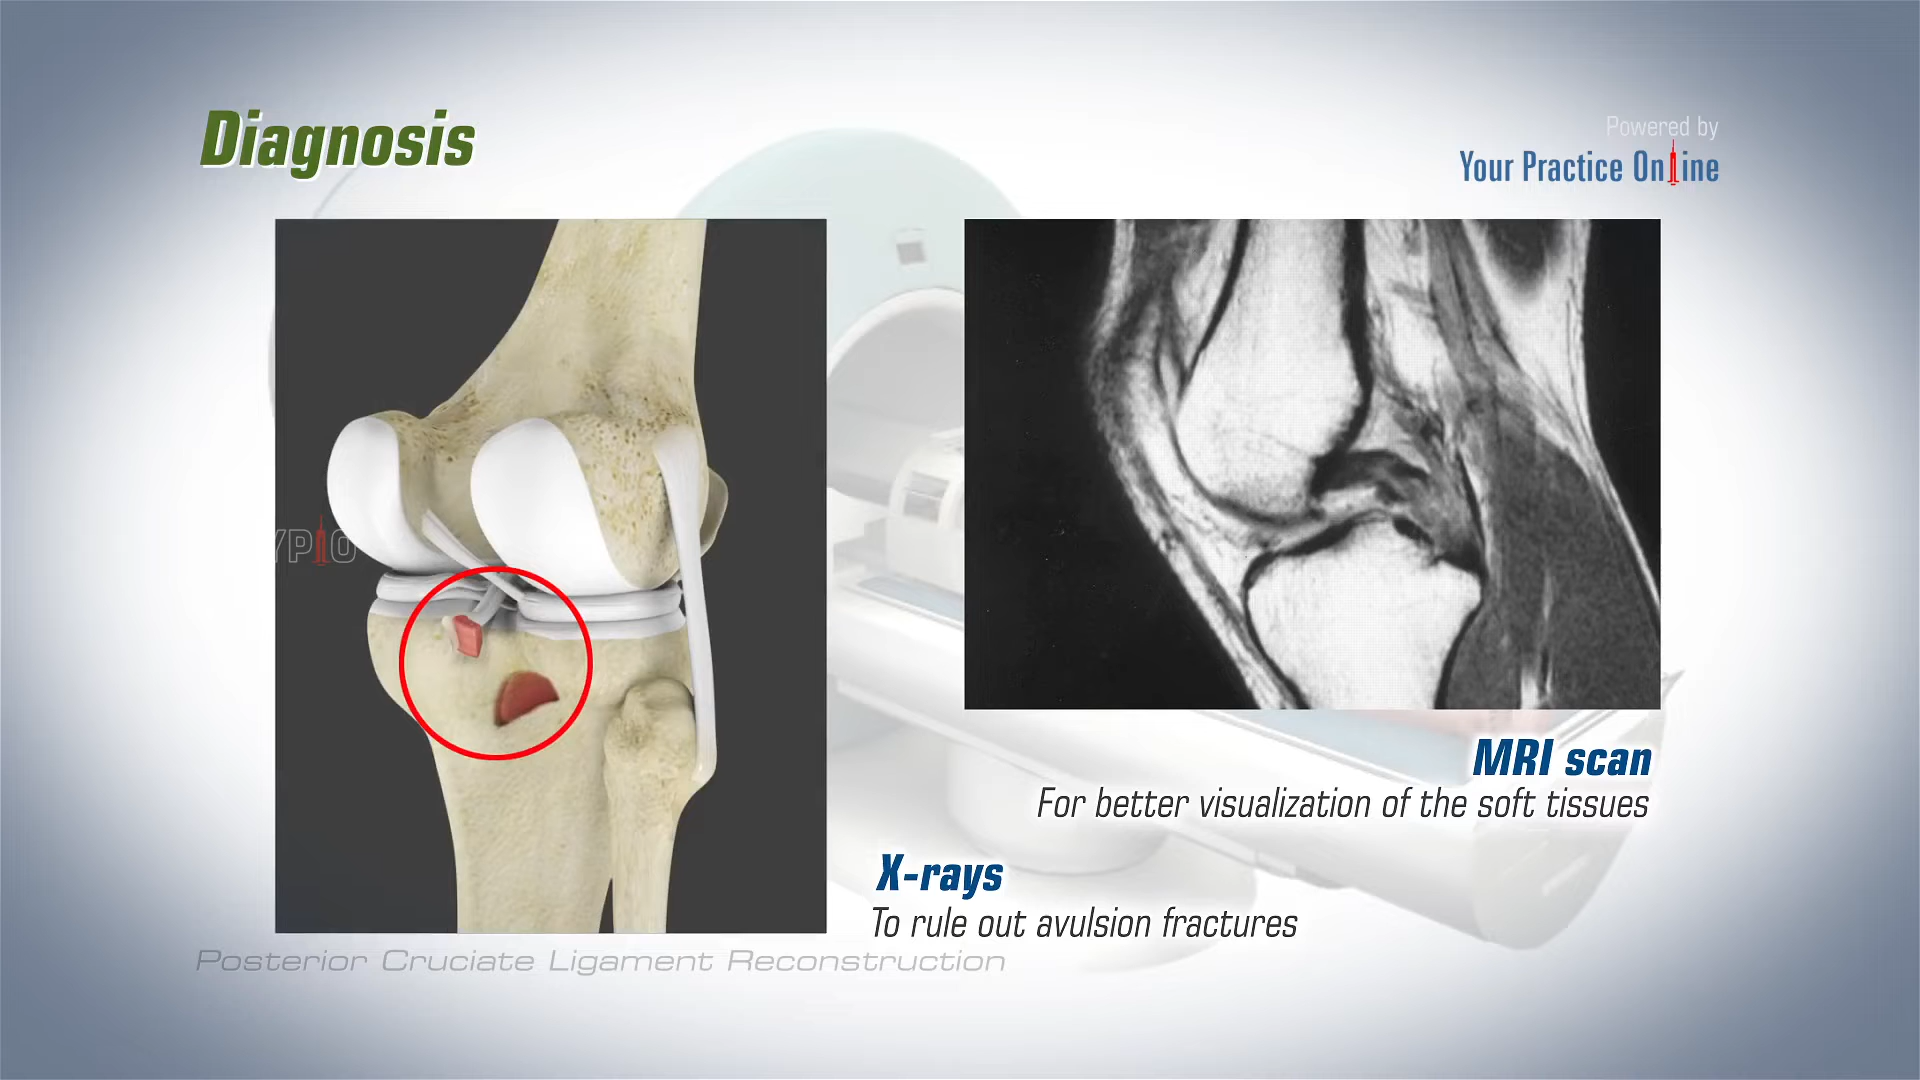 Diagnosis
Powered by
Your Practice Online
YPIO
MRI scan
For better visualization of the soft tissues
X-rays
To rule out avulsion fractures
Posterior Cruciate Ligament Reconstruction